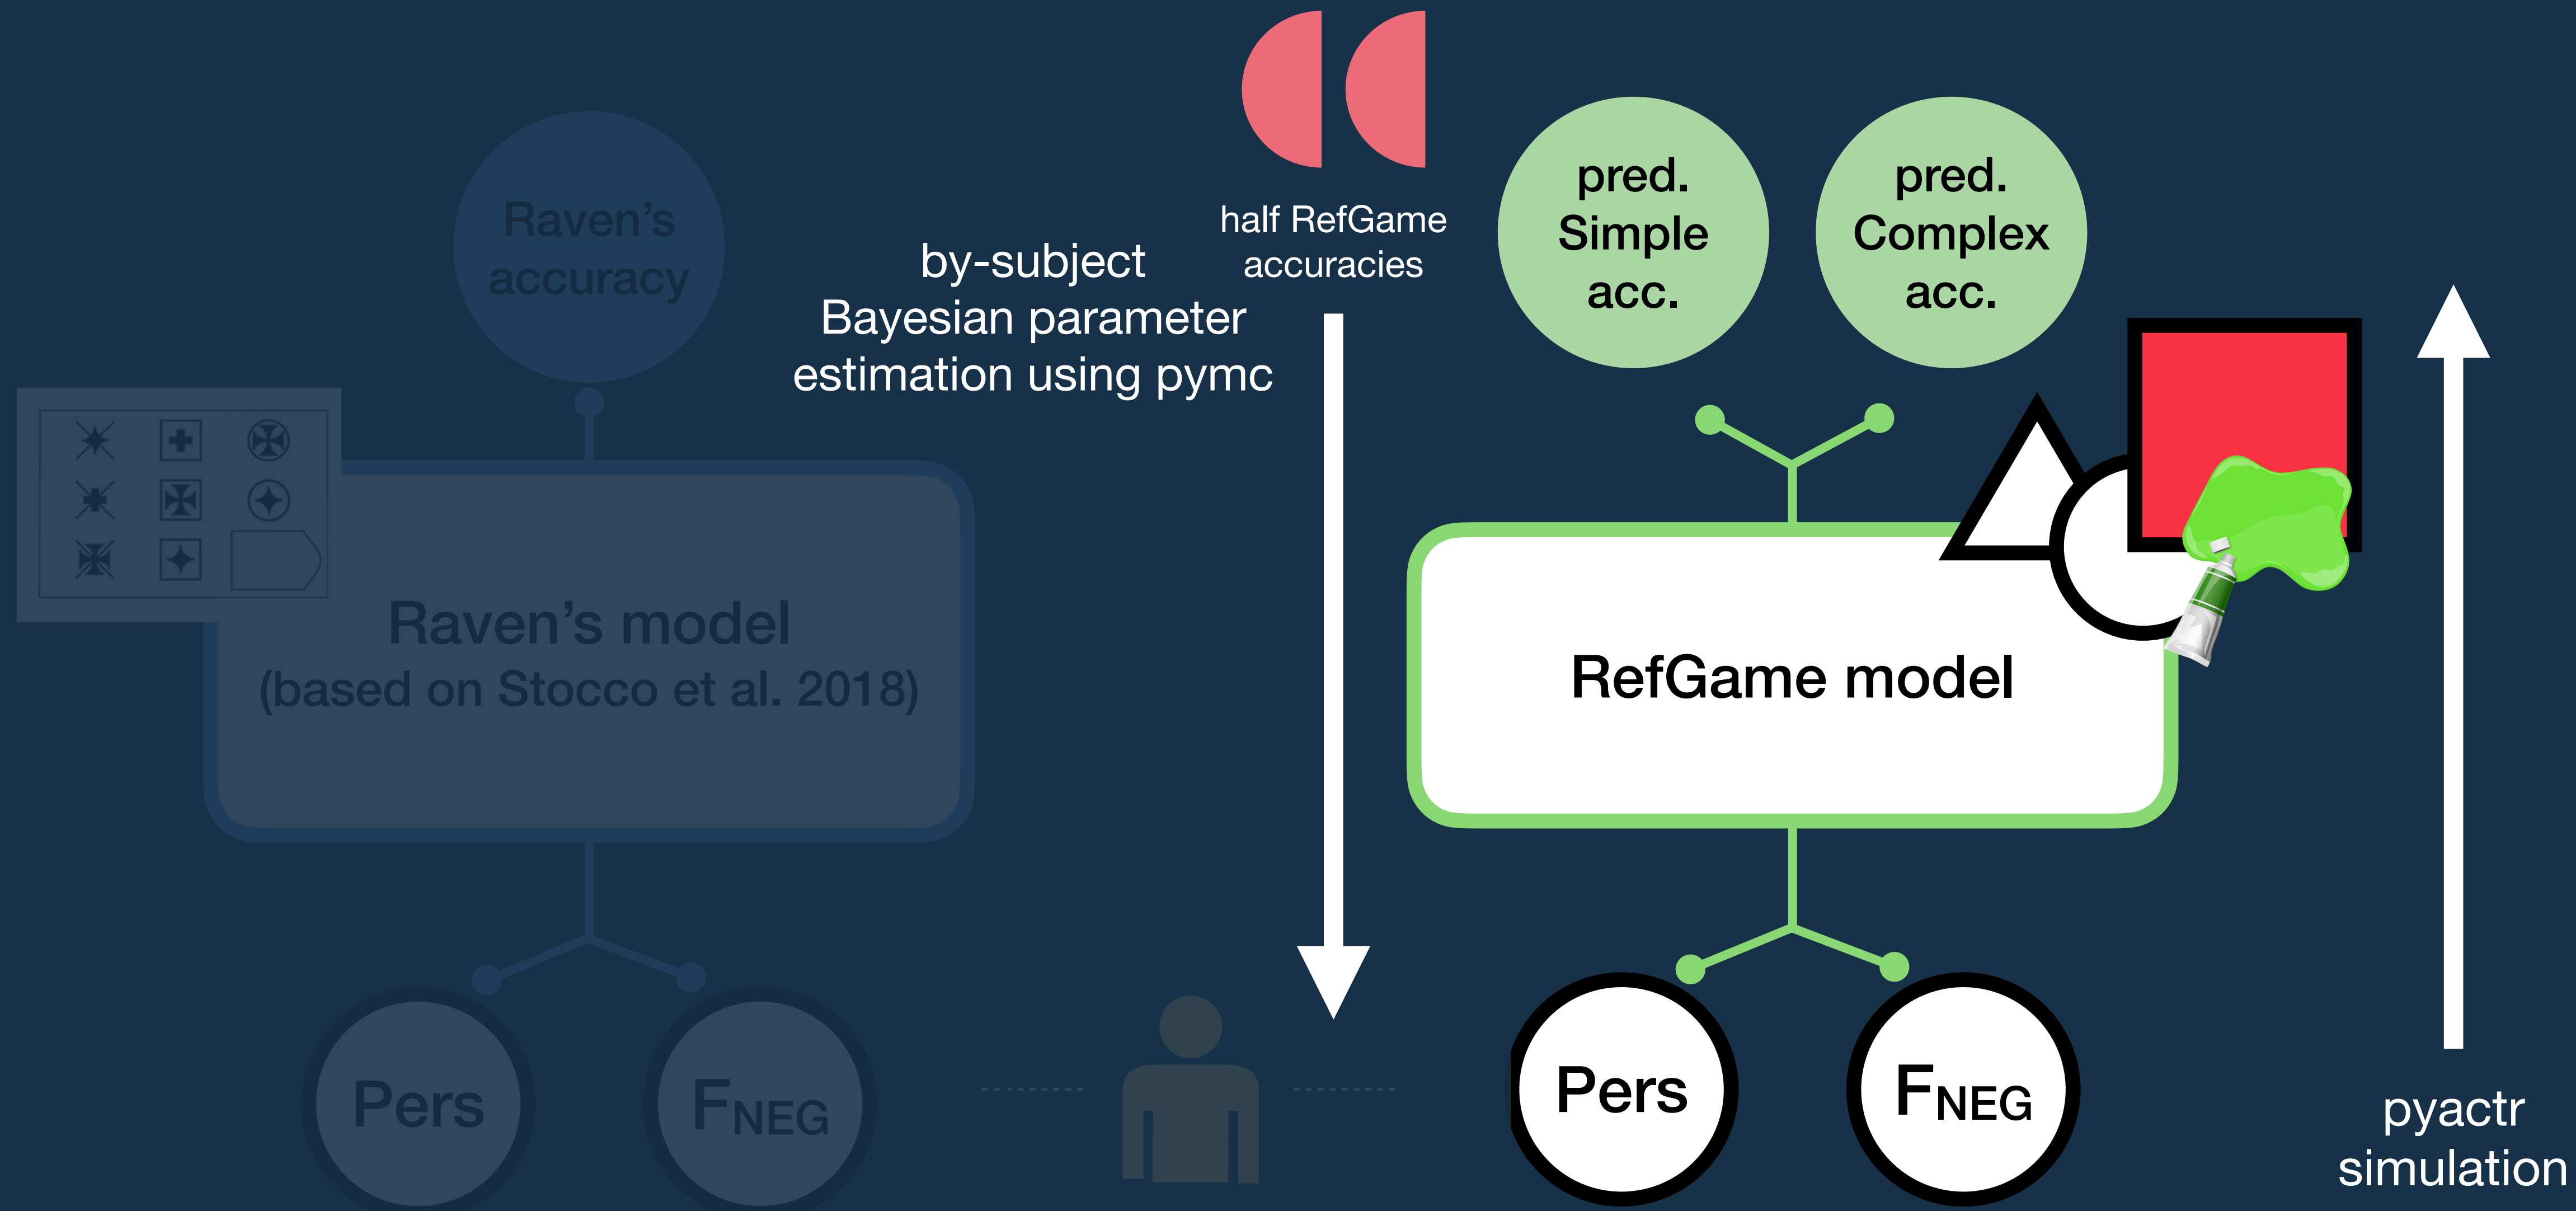 Raven’s
accuracy
by-subject
Bayesian parameter
estimation using pymc
half RefGame
accuracies
pred.
Simple
acc.
pred.
Complex
acc.
Raven’s model
(based on Stocco et al. 2018)
RefGame model
Pers
FNEG
Pers
FNEG
pyactr
simulation